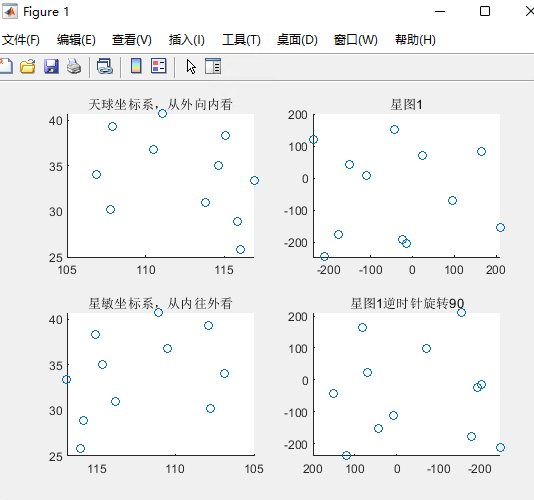 Figure 1
文件(F) 编辑(E) 查看(V) 插入(I) 工具(T) 桌面(D) 窗口(W) 帮助(H)
天球坐标系，从外向内看
40
35
30
25
105 110 115
星图1
200
100
0
-100
-200
-200 -100 0 100 200
星敏坐标系，从内往外看
40
35
30
25
115 110 105
星图1逆时针旋转90
200
100
0
-100
-200
200 100 0 -100 -200